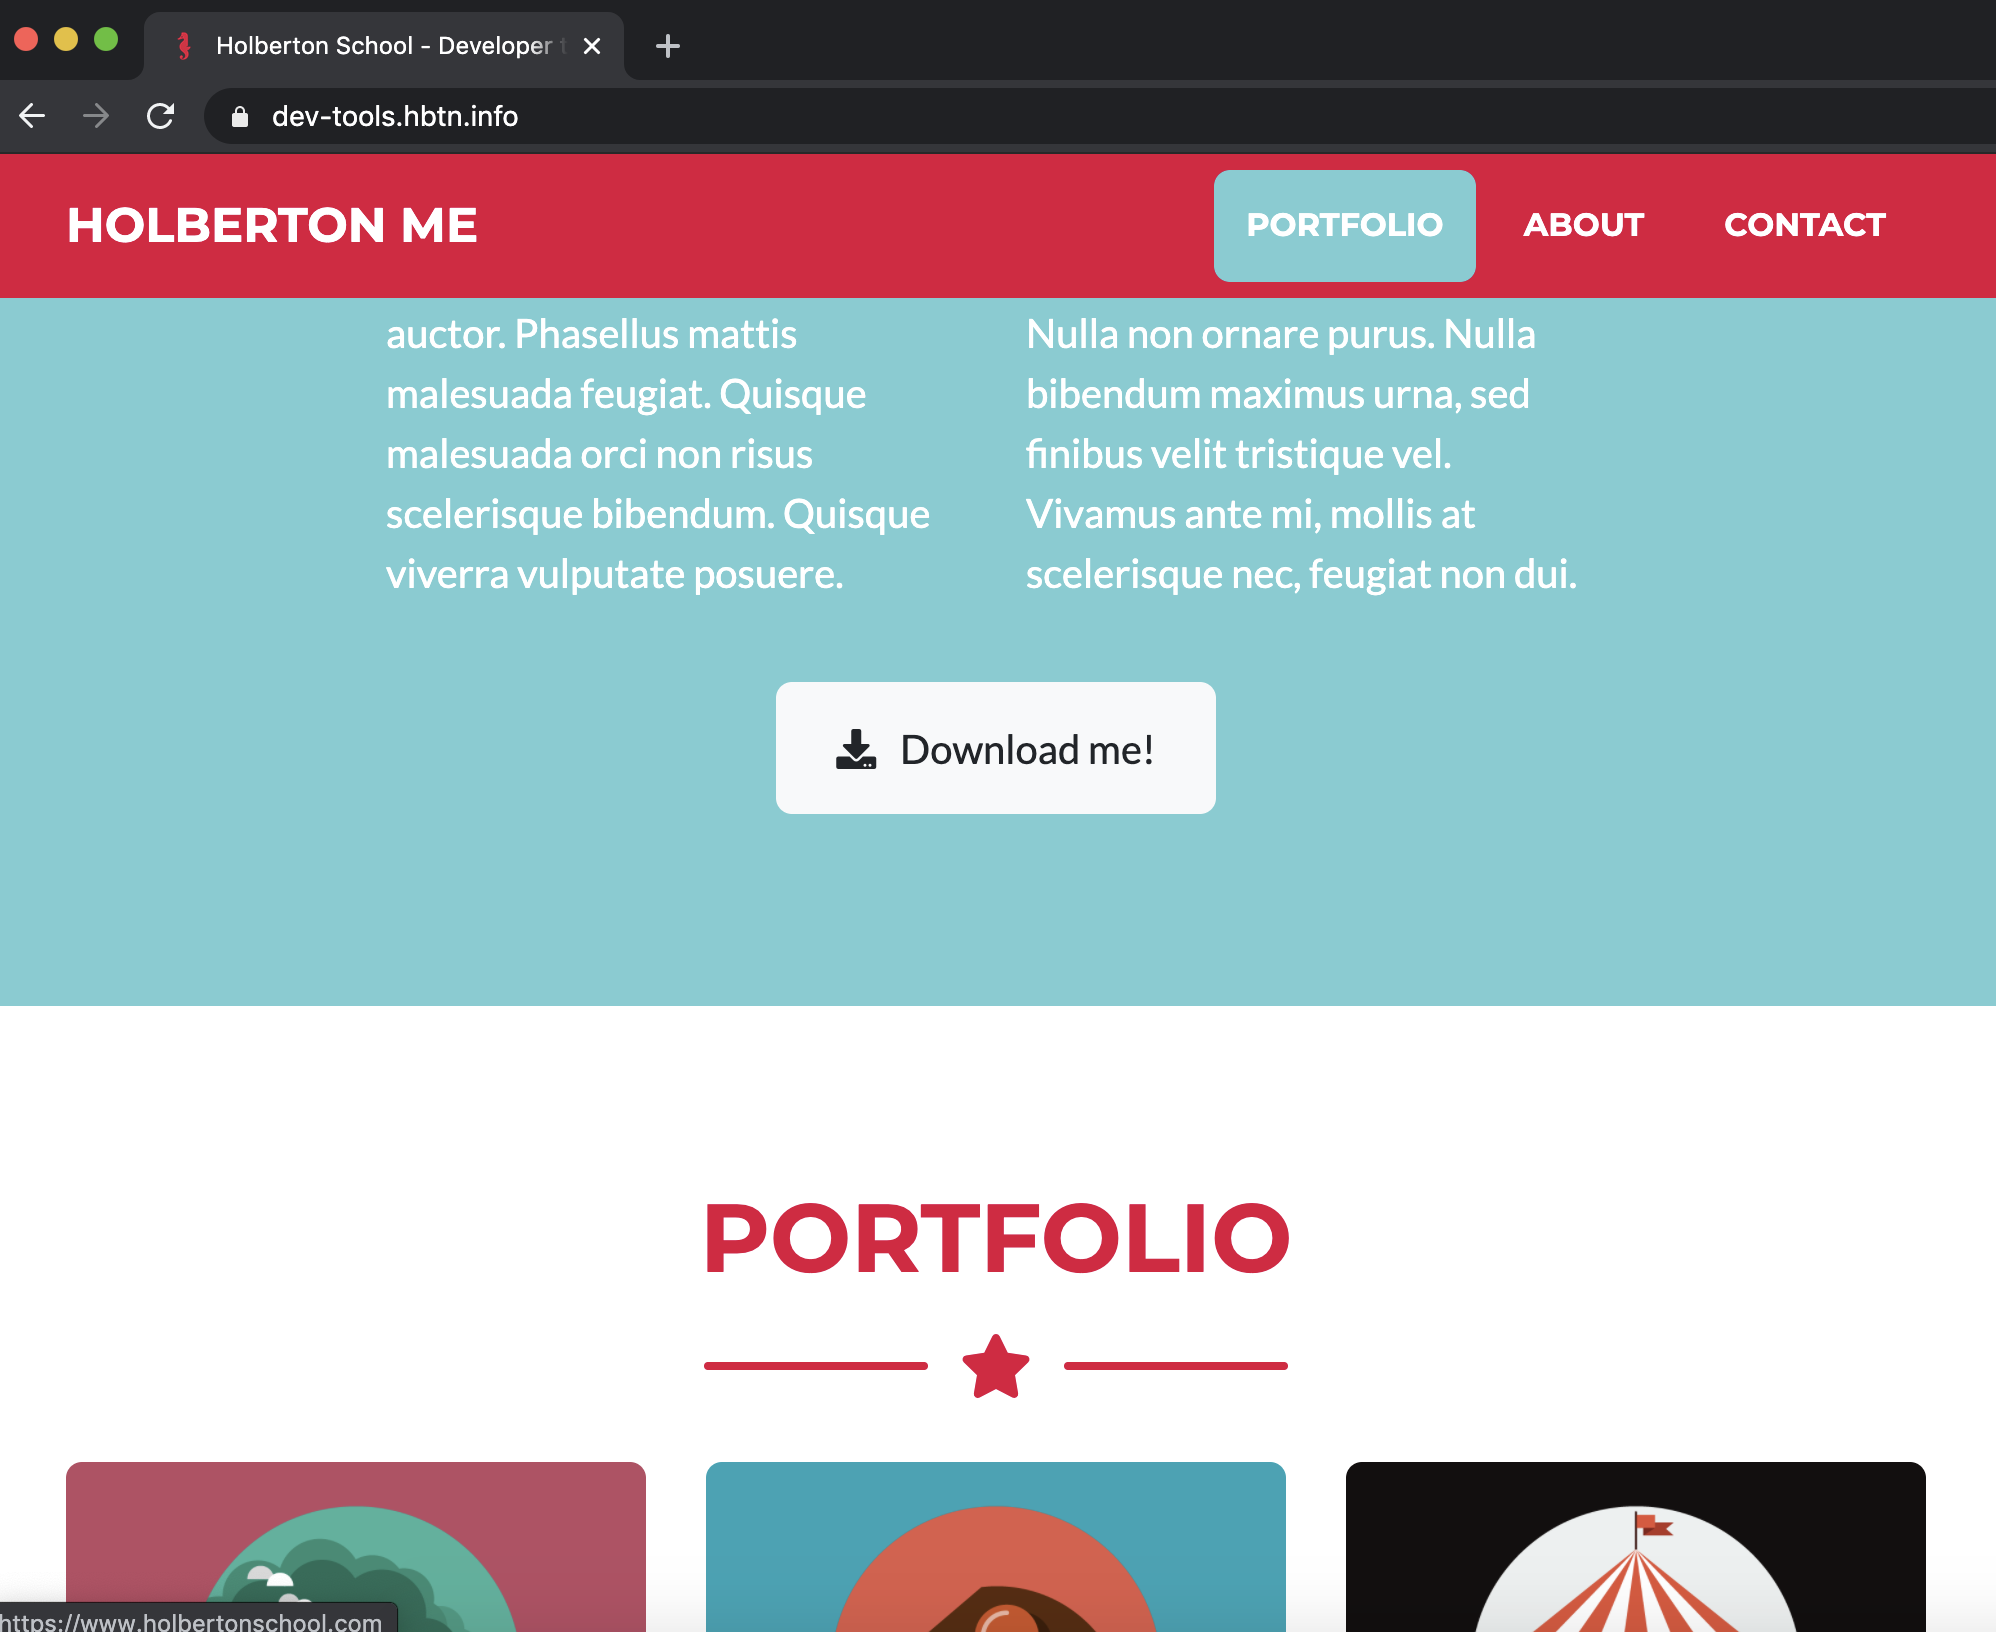 Holberton School - Developer t
dev-tools.hbtn.info
HOLBERTON ME
PORTFOLIO
ABOUT
CONTACT
auctor. Phasellus mattis
malesuada feugiat. Quisque
malesuada orci non risus
scelerisque bibendum. Quisque
viverra vulputate posuere.
Nulla non ornare purus. Nulla
bibendum maximus urna, sed
finibus velit tristique vel.
Vivamus ante mi, mollis at
scelerisque nec, feugiat non dui.
Download me!
PORTFOLIO
https://www.holbertonschool.com